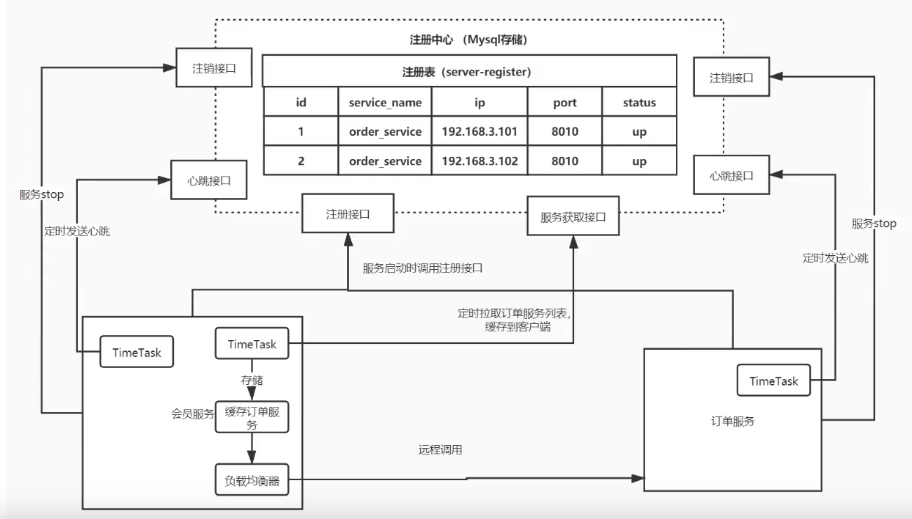 注册中心 （Mysql存储）
注销接口
注册表（server-register）
注销接口
id service_name ip port status
1 order_service 192.168.3.101 8010 up
2 order_service 192.168.3.102 8010 up
心跳接口
心跳接口
服务stop
注册接口
服务获取接口
服务stop
定时发送心跳
定时发送心跳
服务启动时调用注册接口
定时拉取订单服务列表，
缓存到客户端
TimeTask
TimeTask
存储
会员服务
缓存订单服
务
负载均衡器
远程调用
TimeTask
订单服务